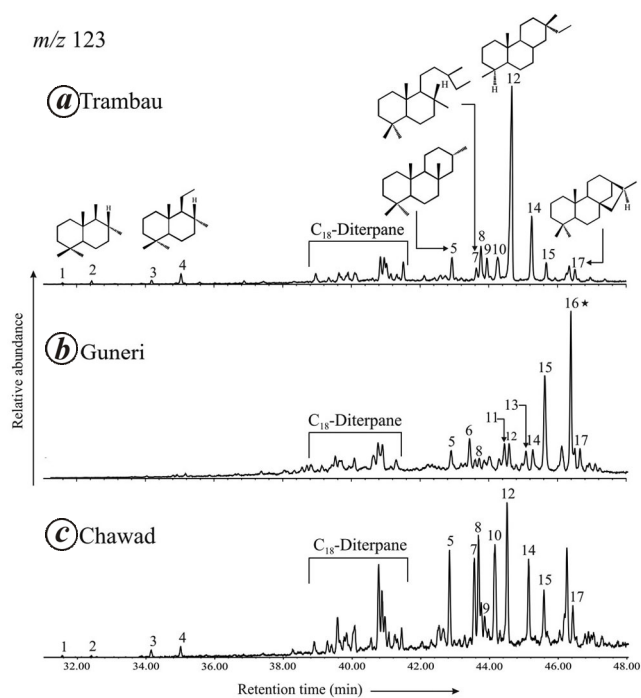 m/z 123
a Trambau
H
H
H
H
H
12
C₁₈-Diterpane
1 2 3 4 5 7 8 9 10 14 15 17
b Guneri
16★
C₁₈-Diterpane
5 6 8 11 12 13 14 15 17
c Chawad
C₁₈-Diterpane
12
1 2 3 4 5 7 8 9 10 14 15 17
32.00 34.00 36.00 38.00 40.00 42.00 44.00 46.00 48.00
Retention time (min)
Relative abundance